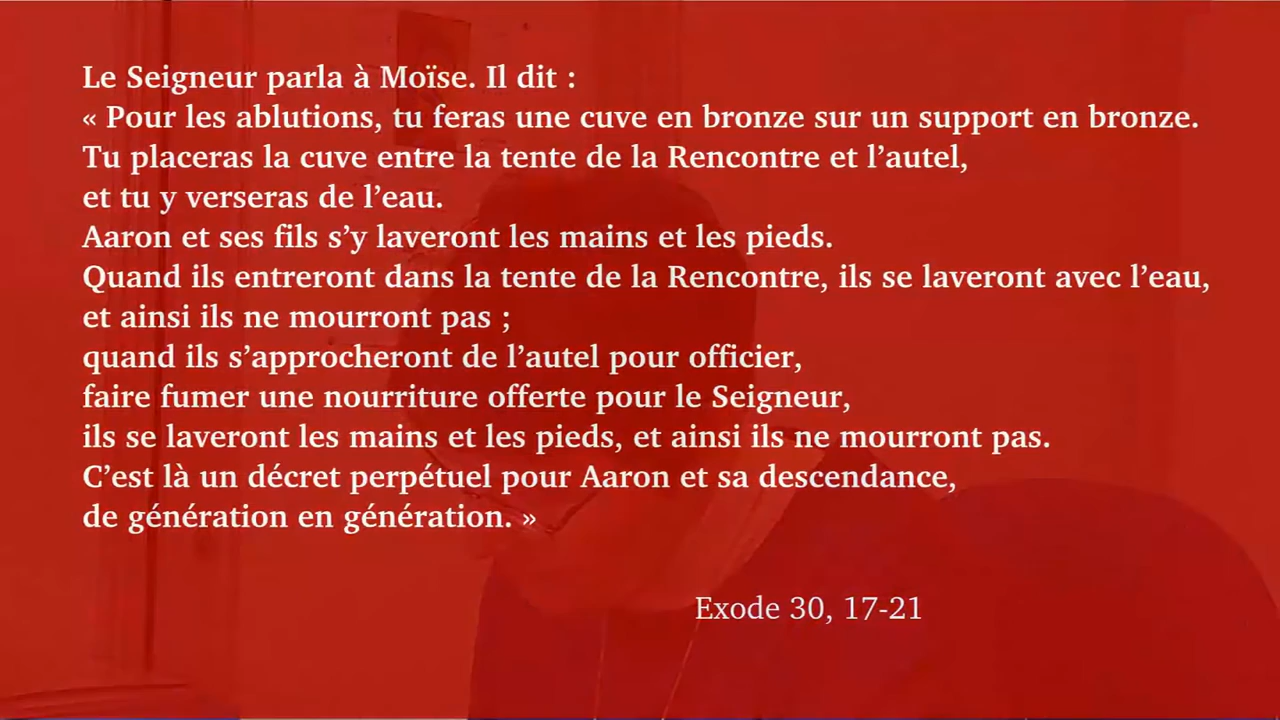 Le Seigneur parla à Moïse. Il dit :
« Pour les ablutions, tu feras une cuve en bronze sur un support en bronze.
Tu placeras la cuve entre la tente de la Rencontre et l’autel,
et tu y verseras de l’eau.
Aaron et ses fils s’y laveront les mains et les pieds.
Quand ils entreront dans la tente de la Rencontre, ils se laveront avec l’eau,
et ainsi ils ne mourront pas ;
quand ils s’approcheront de l’autel pour officier,
faire fumer une nourriture offerte pour le Seigneur,
ils se laveront les mains et les pieds, et ainsi ils ne mourront pas.
C’est là un décret perpétuel pour Aaron et sa descendance,
de génération en génération. »
Exode 30, 17-21